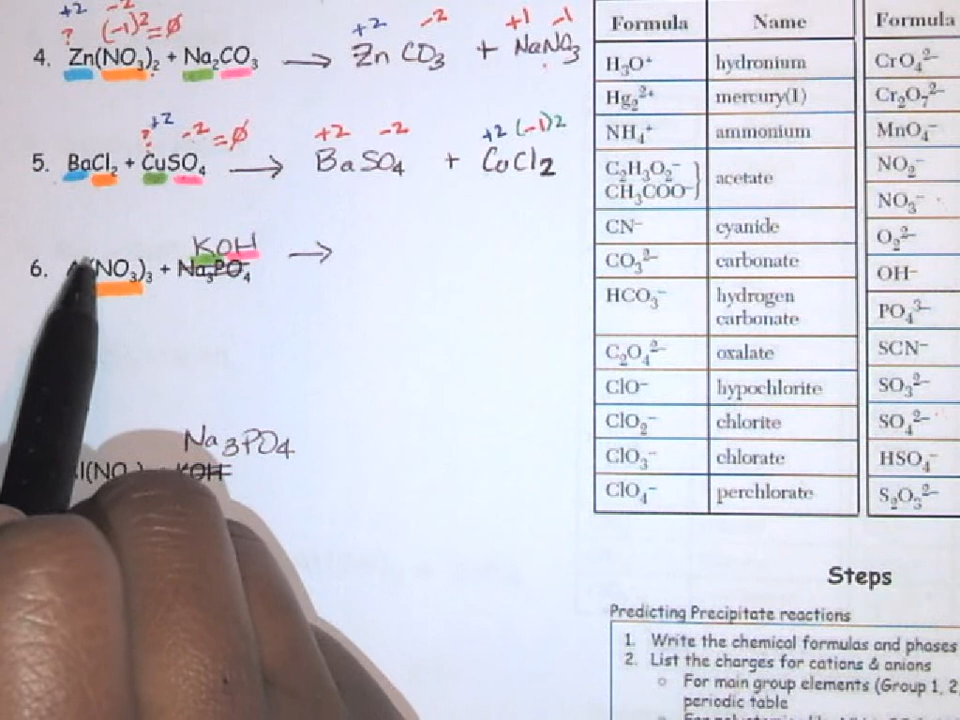 +2 -2
? (-1)2=Ø +2 -2 +1 -1
4. Zn(NO₃)₂ + Na₂CO₃ → Zn CO₃ + NaNO₃
? +2 -2 =Ø +2 -2 +2 (-1)2
5. BaCl₂ + CuSO₄ → BaSO₄ + CuCl₂
KOH →
6. (NO₃)₃ + Na₃PO₄
Na₃PO₄
l(NO KOH
Formula Name
H₃O⁺ hydronium
Hg₂²⁺ mercury(I)
NH₄⁺ ammonium
C₂H₃O₂⁻
CH₃COO⁻ } acetate
CN⁻ cyanide
CO₃²⁻ carbonate
HCO₃⁻ hydrogen
carbonate
C₂O₄²⁻ oxalate
ClO⁻ hypochlorite
ClO₂⁻ chlorite
ClO₃⁻ chlorate
ClO₄⁻ perchlorate
Formula
CrO₄²⁻
Cr₂O₇²⁻
MnO₄⁻
NO₂⁻
NO₃⁻
O₂²⁻
OH⁻
PO₄³⁻
SCN⁻
SO₃²⁻
SO₄²⁻
HSO₄⁻
S₂O₃²⁻
Steps
Predicting Precipitate reactions
1. Write the chemical formulas and phases
2. List the charges for cations & anions
o For main group elements (Group 1, 2,
periodic table